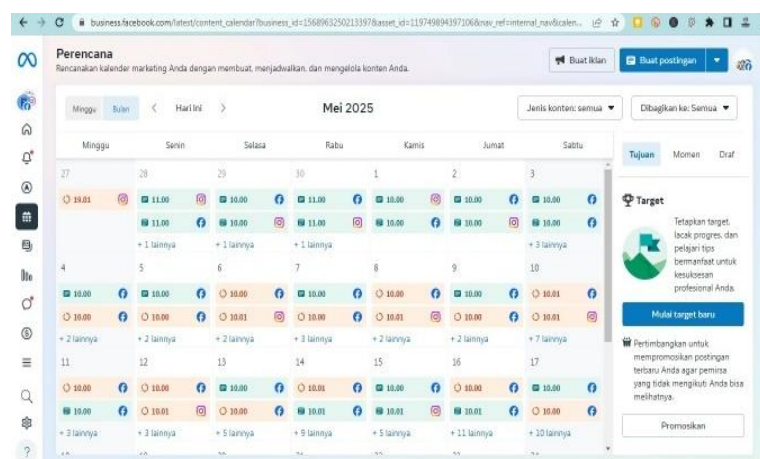 business.facebook.com/latest/content_calendar?business_id=1568963250213397&asset_id=119749894397106&nav_ref=internal_nav&calen...
Perencana
Rencanakan kalender marketing Anda dengan membuat, menjadwalkan, dan mengelola konten Anda.
Buat iklan
Buat postingan
Minggu Bulan < Hari Ini >
Mei 2025
Jenis konten: semua
Dibagikan ke: Semua
Minggu Senin Selasa Rabu Kamis Jumat Sabtu
Tujuan Momen Draf
27 28 29 30 1 2 3
19.01 11.00 10.00 11.00 10.00 10.00 10.00
11.00 10.00 11.00 10.00 10.00 10.00
+ 1 lainnya + 1 lainnya + 1 lainnya + 3 lainnya
4 5 6 7 8 9 10
10.00 10.00 10.00 10.00 10.00 10.00 10.01
10.00 10.00 10.01 10.00 10.01 10.00 10.01
+ 2 lainnya + 2 lainnya + 2 lainnya + 3 lainnya + 2 lainnya + 2 lainnya + 7 lainnya
11 12 13 14 15 16 17
10.00 10.00 10.00 10.01 10.00 10.00 10.00
10.00 10.01 10.00 10.01 10.01 10.01 10.00
+ 3 lainnya + 3 lainnya + 5 lainnya + 9 lainnya + 5 lainnya + 11 lainnya + 10 lainnya
Target
Tetapkan target,
lacak progres, dan
pelajari tips
bermanfaat untuk
kesuksesan
profesional Anda.
Mulai target baru
Pertimbangkan untuk
mempromosikan postingan
terbaru Anda agar pemirsa
yang tidak mengikuti Anda bisa
melihatnya.
Promosikan